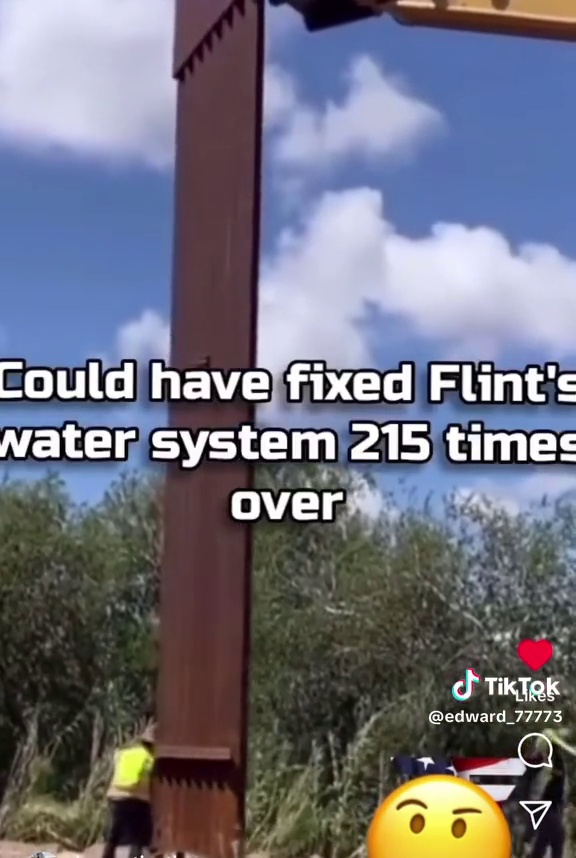 Could have fixed Flint's
water system 215 times
over
TikTok
Likes
@edward_77773